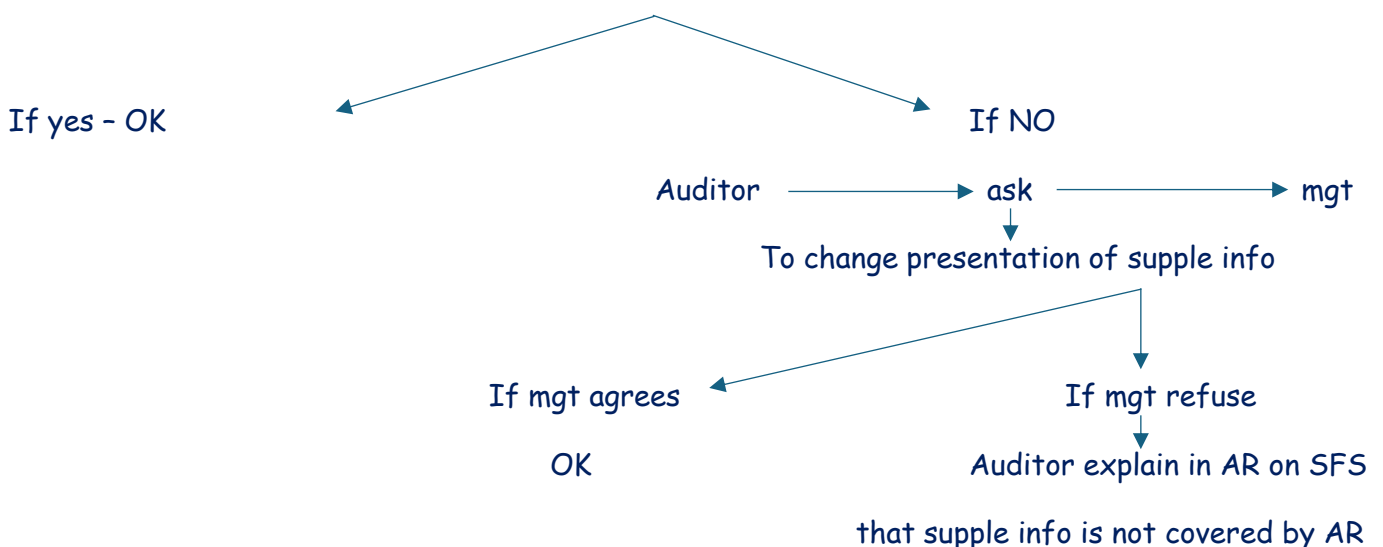 If yes – OK
If NO
Auditor ask mgt
To change presentation of supple info
If mgt agrees
If mgt refuse
OK
Auditor explain in AR on SFS
that supple info is not covered by AR